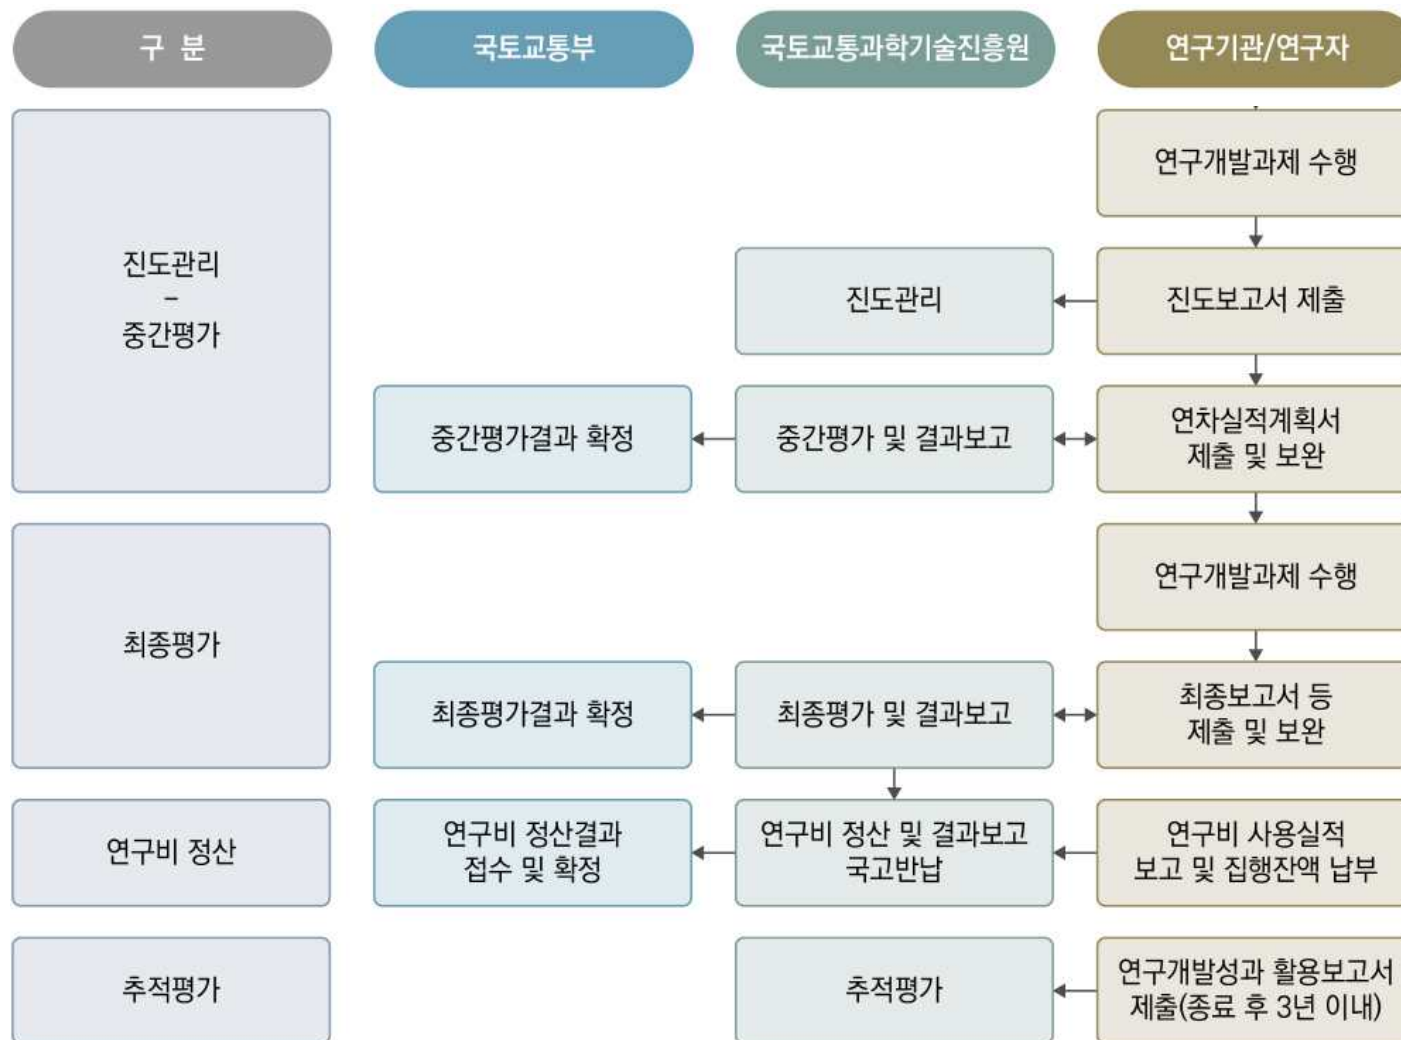 구 분
국토교통부
국토교통과학기술진흥원
연구기관/연구자
진도관리
–
중간평가
연구개발과제 수행
진도관리
진도보고서 제출
중간평가결과 확정
중간평가 및 결과보고
연차실적계획서
제출 및 보완
최종평가
연구개발과제 수행
최종평가결과 확정
최종평가 및 결과보고
최종보고서 등
제출 및 보완
연구비 정산
연구비 정산결과
접수 및 확정
연구비 정산 및 결과보고
국고반납
연구비 사용실적
보고 및 집행잔액 납부
추적평가
추적평가
연구개발성과 활용보고서
제출(종료 후 3년 이내)